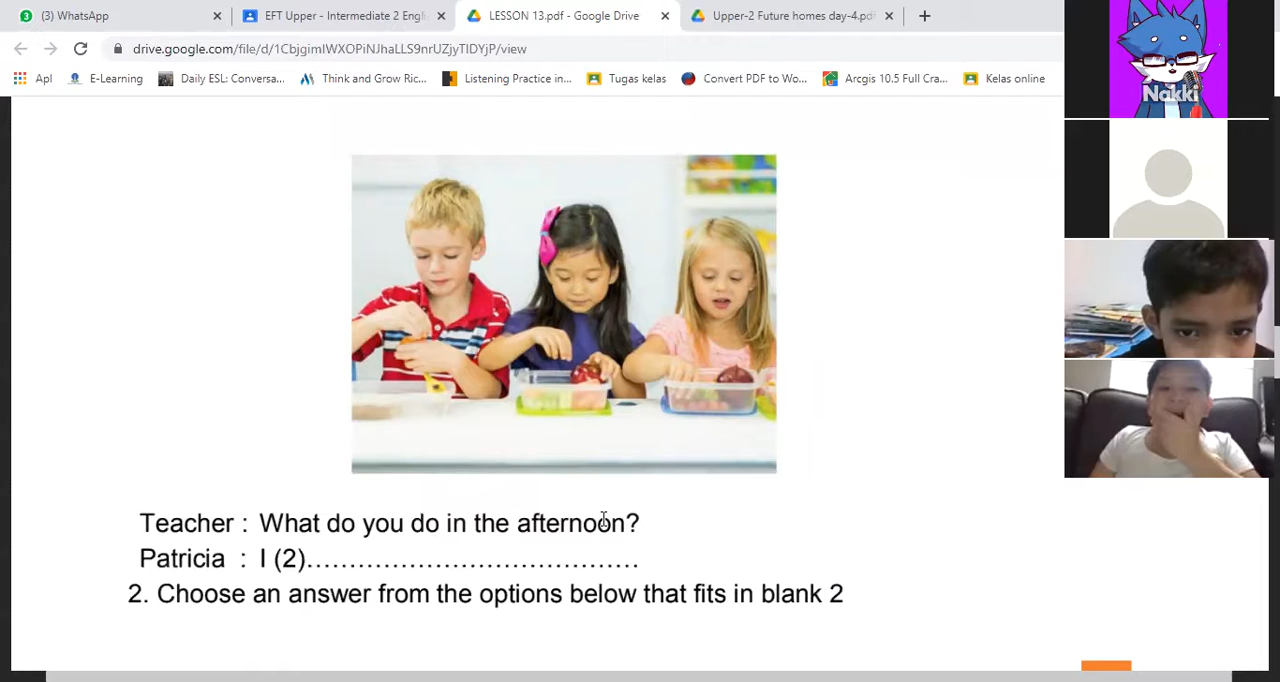 (3) WhatsApp
EFT Upper - Intermediate 2 Engli
LESSON 13.pdf - Google Drive
Upper-2 Future homes day-4.pdf
drive.google.com/file/d/1CbjgimIWXOPiNJhaLLS9nrUZjyTlDYjP/view
Apl
E-Learning
Daily ESL: Conversa...
Think and Grow Ric...
Listening Practice in...
Tugas kelas
Convert PDF to Wo...
Arcgis 10.5 Full Cra...
Kelas online
Nakki
Teacher : What do you do in the afternoon?
Patricia : I (2)…………………………………
2. Choose an answer from the options below that fits in blank 2